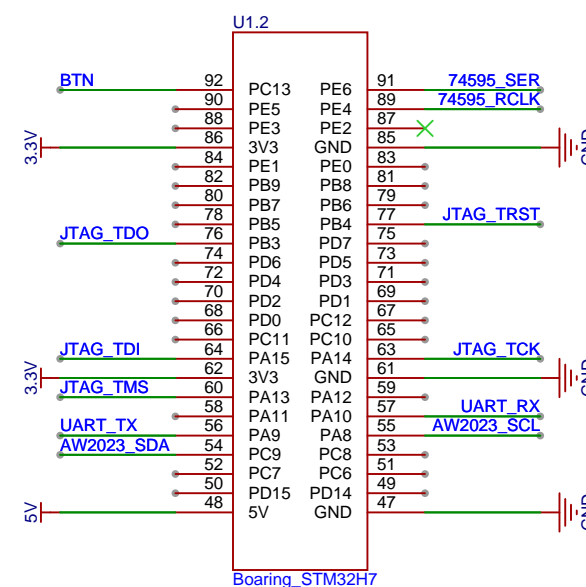 U1.2
BTN 92 PC13 PE6 91 74595_SER
90 PE5 PE4 89 74595_RCLK
88 PE3 PE2 87
3.3V 86 3V3 GND 85 GND
84 PE1 PE0 83
82 PB9 PB8 81
80 PB7 PB6 79
78 PB5 PB4 77 JTAG_TRST
JTAG_TDO 76 PB3 PD7 75
74 PD6 PD5 73
72 PD4 PD3 71
70 PD2 PD1 69
68 PD0 PC12 67
66 PC11 PC10 65
JTAG_TDI 64 PA15 PA14 63 JTAG_TCK
3.3V 62 3V3 GND 61 GND
JTAG_TMS 60 PA13 PA12 59
58 PA11 PA10 57 UART_RX
UART_TX 56 PA9 PA8 55 AW2023_SCL
AW2023_SDA 54 PC9 PC8 53
52 PC7 PC6 51
50 PD15 PD14 49
5V 48 5V GND 47 GND
Boaring_STM32H7